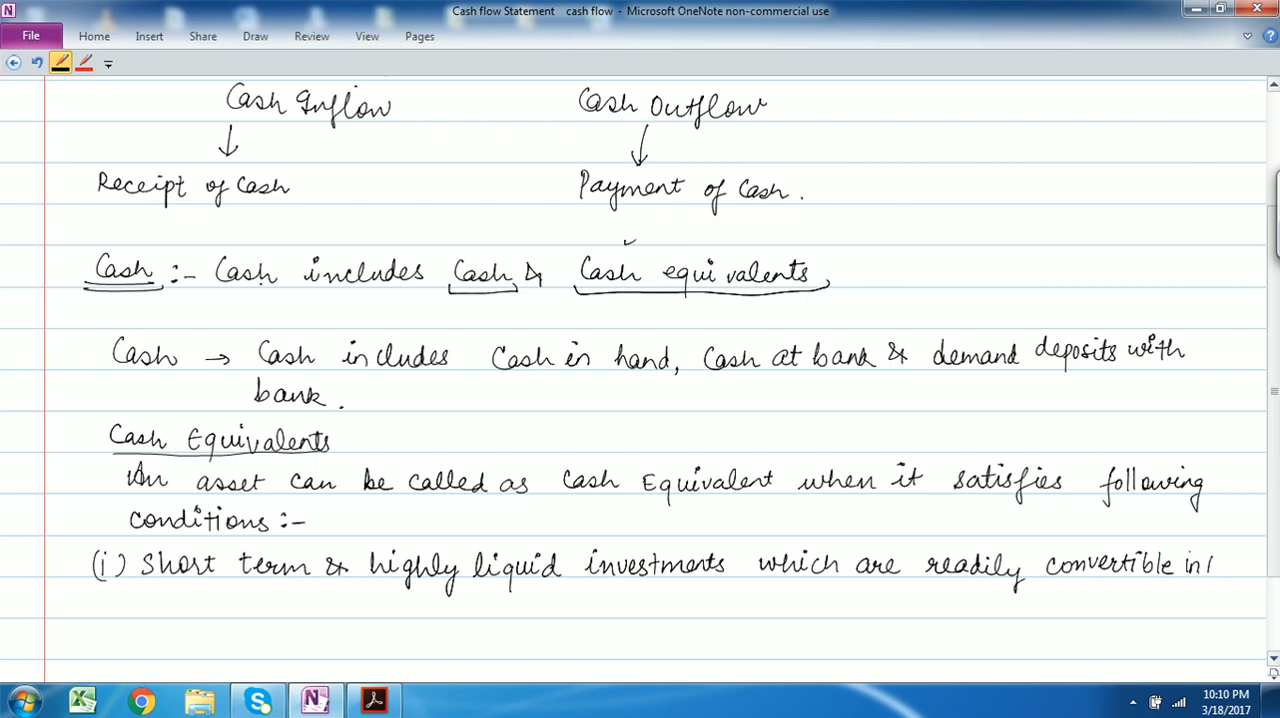 Cash flow Statement cash flow - Microsoft OneNote non-commercial use
File Home Insert Share Draw Review View Pages
Cash Inflow Cash Outflow
Receipt of Cash Payment of Cash.
Cash :- Cash includes Cash & Cash equivalents,
Cash → Cash includes Cash in hand, Cash at bank & demand deposits with
bank.
Cash Equivalents
An asset can be called as Cash Equivalent when it satisfies following
conditions :-
(i) Short term & highly liquid investments which are readily convertible in
10:10 PM
3/18/2017